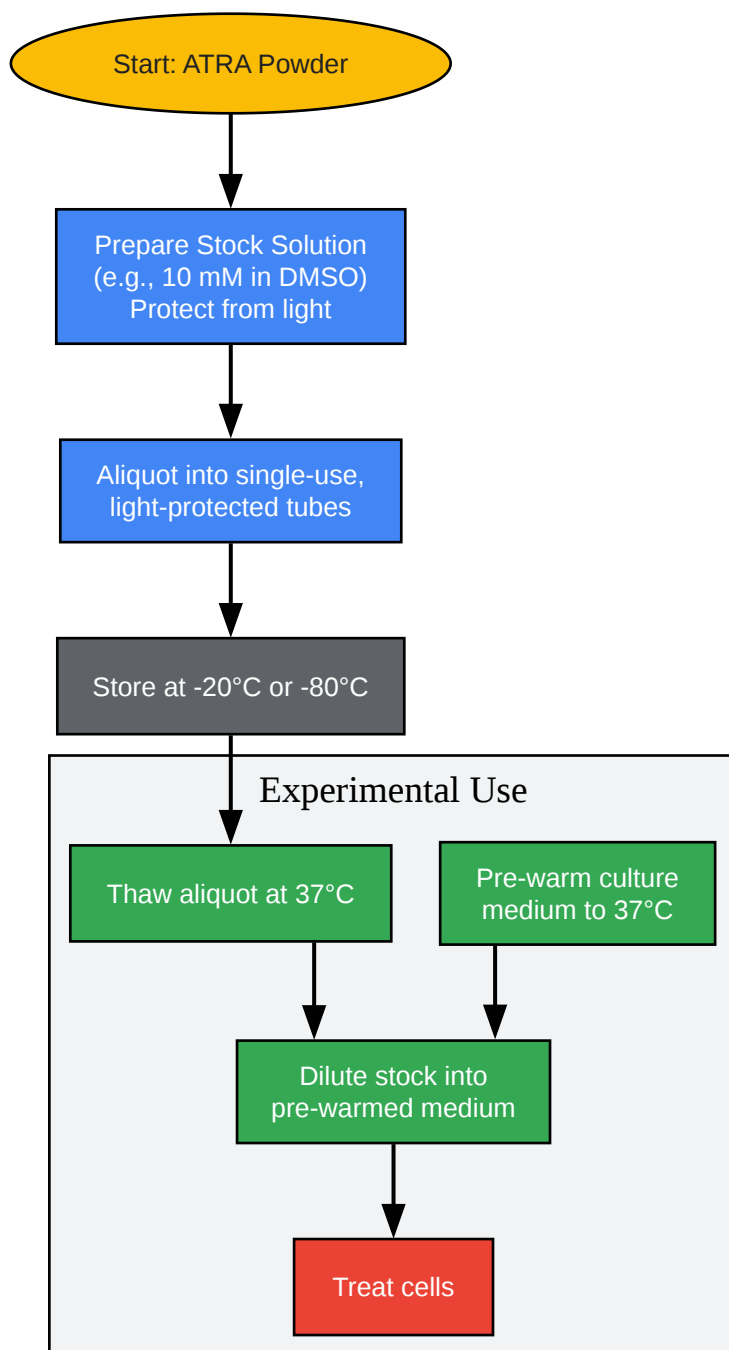 Start: ATRA Powder
Prepare Stock Solution
(e.g., 10 mM in DMSO)
Protect from light
Aliquot into single-use,
light-protected tubes
Store at -20°C or -80°C
Experimental Use
Thaw aliquot at 37°C
Pre-warm culture
medium to 37°C
Dilute stock into
pre-warmed medium
Treat cells